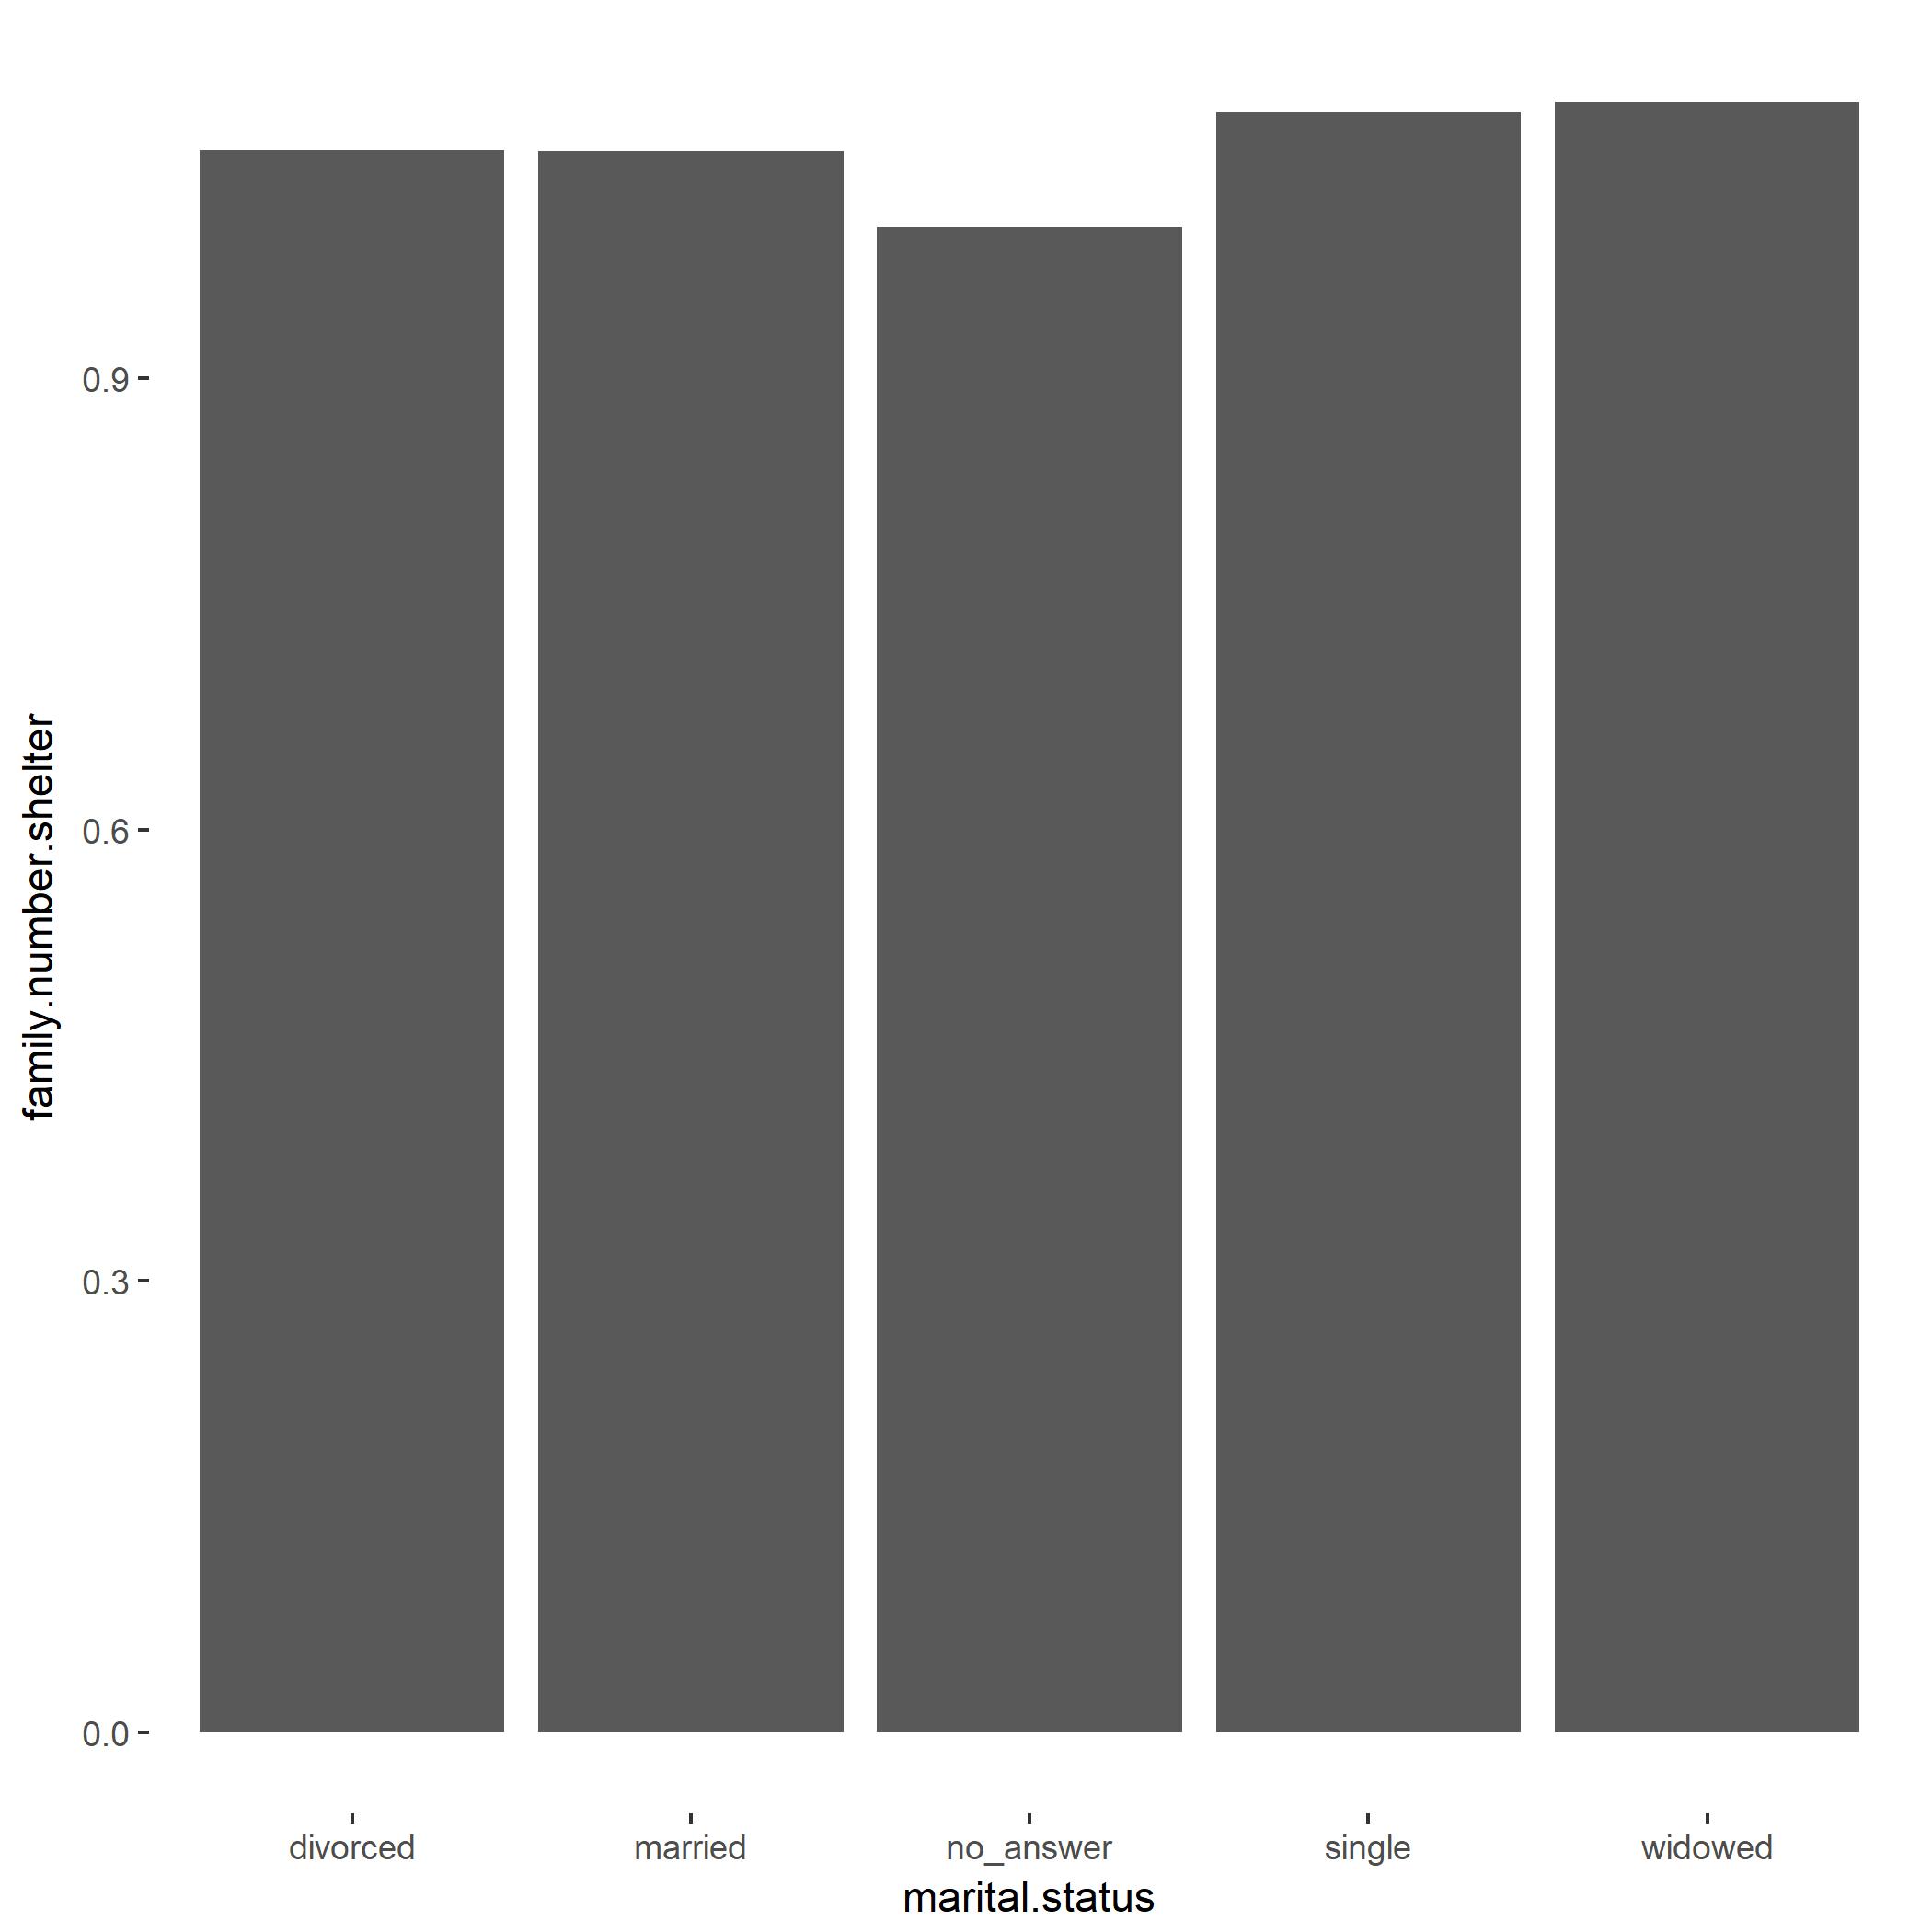 family.number.shelter
0.9
0.6
0.3
0.0
divorced married no_answer single widowed
marital.status